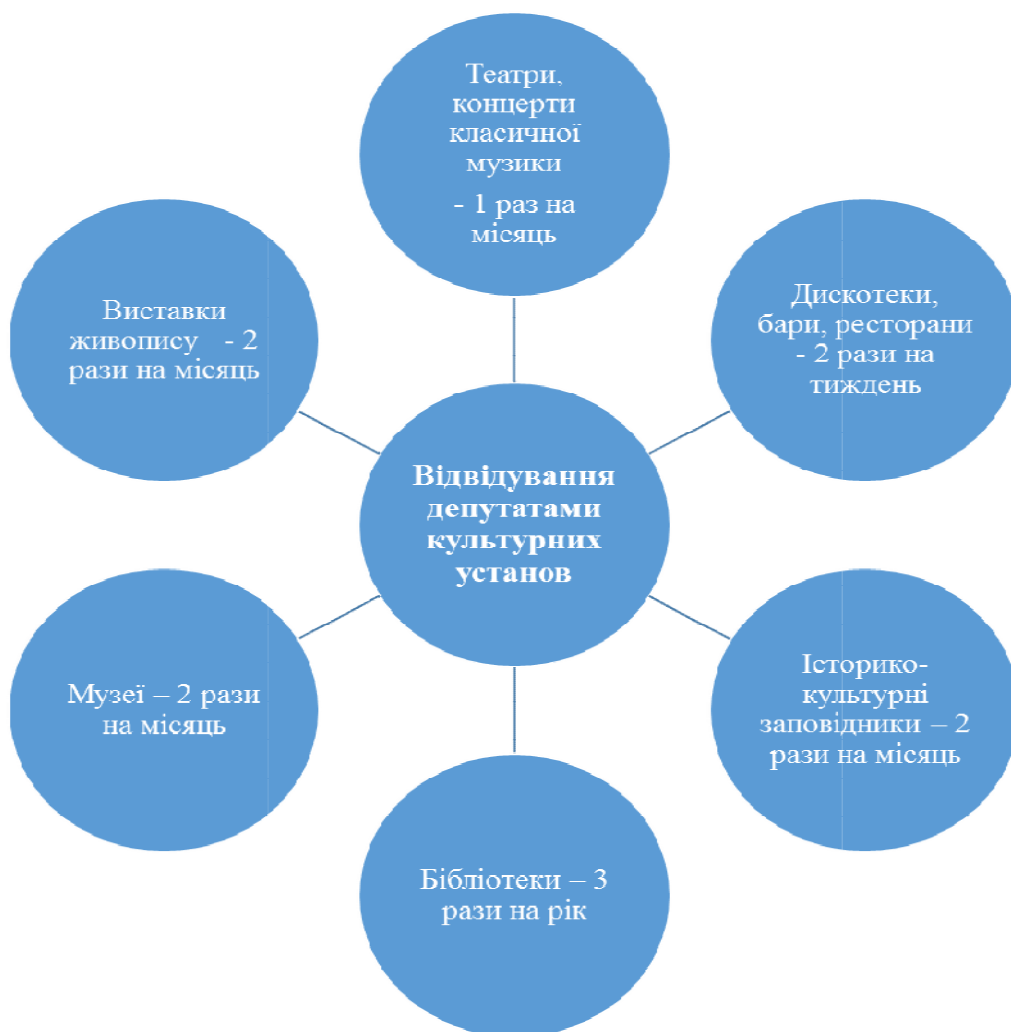 Театри,
концерти
класичної
музики
- 1 раз на
місяць
Дискотеки,
бари, ресторани
- 2 рази на
тиждень
Історико-
культурні
заповідники – 2
рази на місяць
Бібліотеки – 3
рази на рік
Музеї – 2 рази
на місяць
Виставки
живопису - 2
рази на місяць
Відвідування
депутатами
культурних
установ